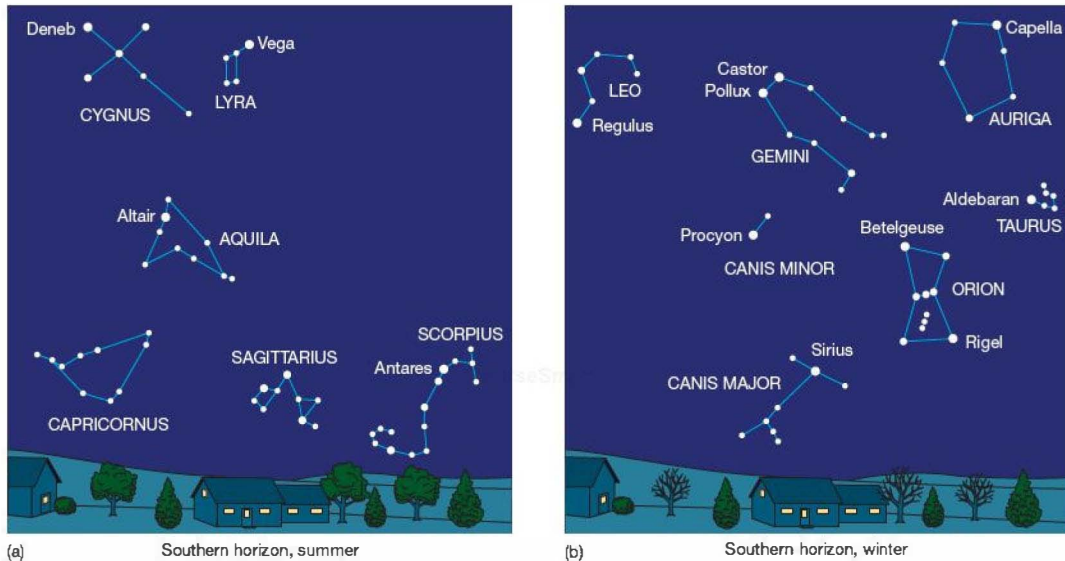 Deneb
Vega
LYRA
CYGNUS
Altair
AQUILA
SCORPIUS
SAGITTARIUS
Antares
CAPRICORNUS
(a)
Southern horizon, summer
Capella
Castor
LEO
Pollux
Regulus
AURIGA
GEMINI
Aldebaran
TAURUS
Betelgeuse
Procyon
CANIS MINOR
ORION
Rigel
Sirius
CANIS MAJOR
(b)
Southern horizon, winter